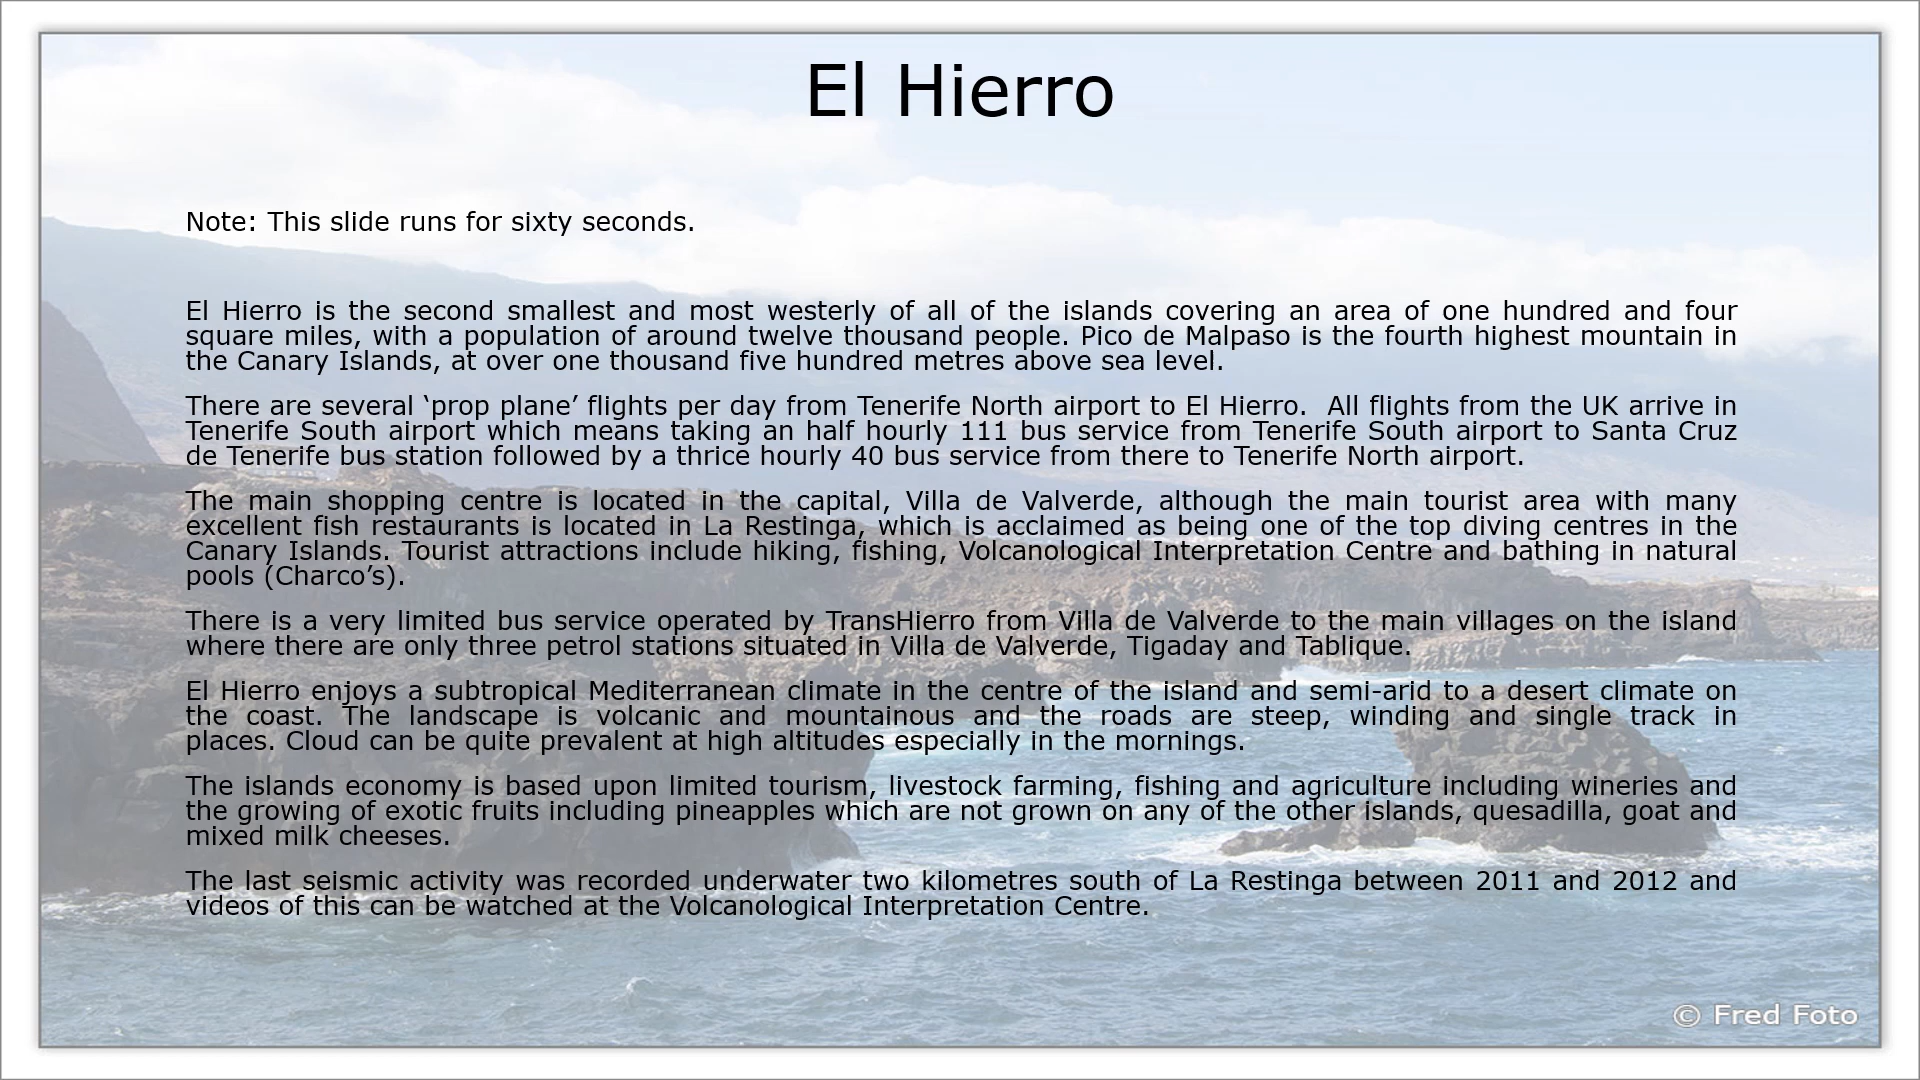 El Hierro
Note: This slide runs for sixty seconds.
El Hierro is the second smallest and most westerly of all of the islands covering an area of one hundred and four
square miles, with a population of around twelve thousand people. Pico de Malpaso is the fourth highest mountain in
the Canary Islands, at over one thousand five hundred metres above sea level.
There are several ‘prop plane’ flights per day from Tenerife North airport to El Hierro.  All flights from the UK arrive in
Tenerife South airport which means taking an half hourly 111 bus service from Tenerife South airport to Santa Cruz
de Tenerife bus station followed by a thrice hourly 40 bus service from there to Tenerife North airport.
The main shopping centre is located in the capital, Villa de Valverde, although the main tourist area with many
excellent fish restaurants is located in La Restinga, which is acclaimed as being one of the top diving centres in the
Canary Islands. Tourist attractions include hiking, fishing, Volcanological Interpretation Centre and bathing in natural
pools (Charco’s).
There is a very limited bus service operated by TransHierro from Villa de Valverde to the main villages on the island
where there are only three petrol stations situated in Villa de Valverde, Tigaday and Tablique.
El Hierro enjoys a subtropical Mediterranean climate in the centre of the island and semi-arid to a desert climate on
the coast. The landscape is volcanic and mountainous and the roads are steep, winding and single track in
places. Cloud can be quite prevalent at high altitudes especially in the mornings.
The islands economy is based upon limited tourism, livestock farming, fishing and agriculture including wineries and
the growing of exotic fruits including pineapples which are not grown on any of the other islands, quesadilla, goat and
mixed milk cheeses.
The last seismic activity was recorded underwater two kilometres south of La Restinga between 2011 and 2012 and
videos of this can be watched at the Volcanological Interpretation Centre.
© Fred Foto